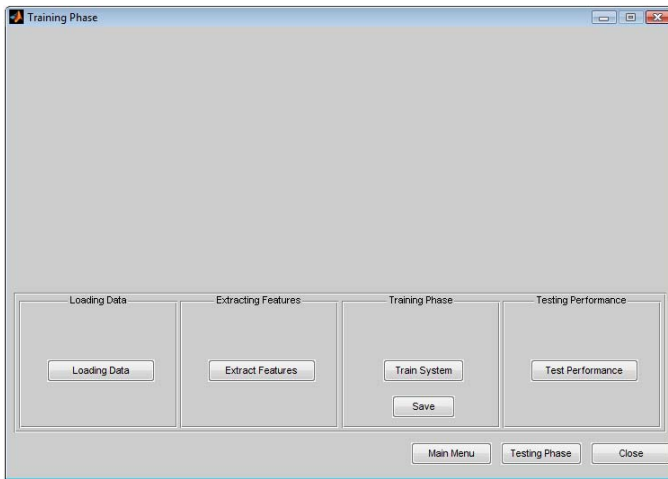 Training Phase
Loading Data
Extracting Features
Training Phase
Testing Performance
Loading Data
Extract Features
Train System
Test Performance
Save
Main Menu
Testing Phase
Close